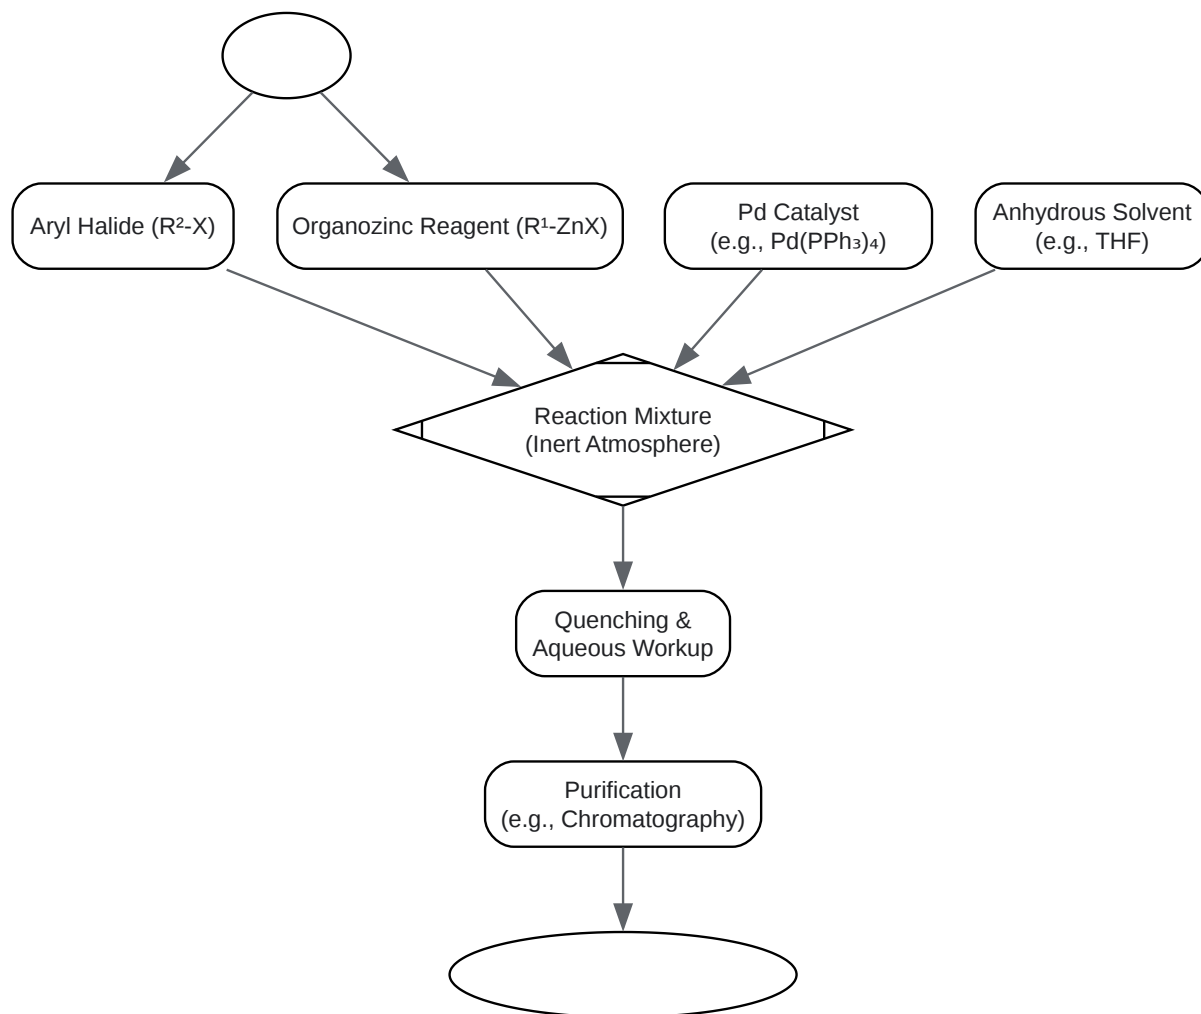 Aryl Halide (R²-X)
Organozinc Reagent (R¹-ZnX)
Pd Catalyst
(e.g., Pd(PPh₃)₄)
Anhydrous Solvent
(e.g., THF)
Reaction Mixture
(Inert Atmosphere)
Quenching &
Aqueous Workup
Purification
(e.g., Chromatography)